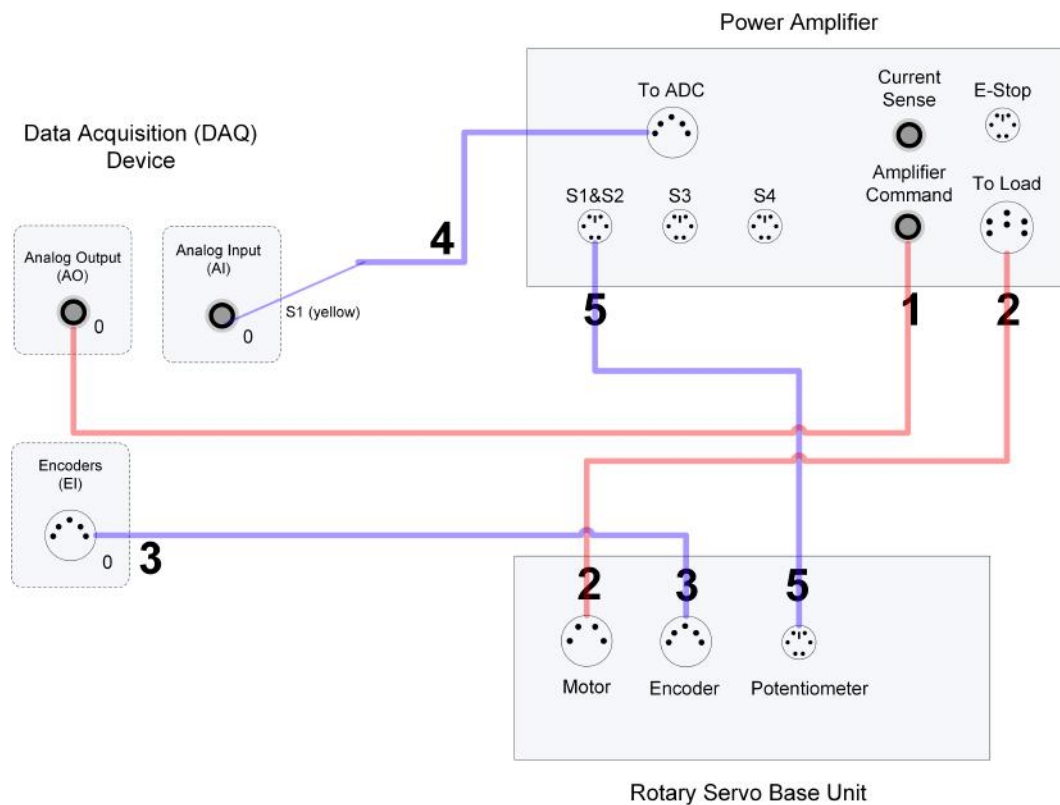 Power Amplifier
To ADC
Current
Sense
E-Stop
Data Acquisition (DAQ)
Device
S1&S2
S3
S4
Amplifier
Command
To Load
4
Analog Output
(AO)
0
Analog Input
(AI)
0
S1 (yellow)
5
1
2
Encoders
(EI)
0
3
2
3
5
Motor
Encoder
Potentiometer
Rotary Servo Base Unit